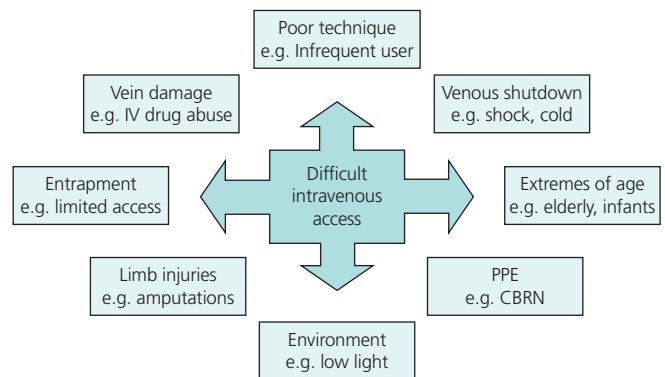 Poor technique
e.g. Infrequent user
Vein damage
e.g. IV drug abuse
Venous shutdown
e.g. shock, cold
Entrapment
e.g. limited access
Difficult
intravenous
access
Extremes of age
e.g. elderly, infants
Limb injuries
e.g. amputations
PPE
e.g. CBRN
Environment
e.g. low light